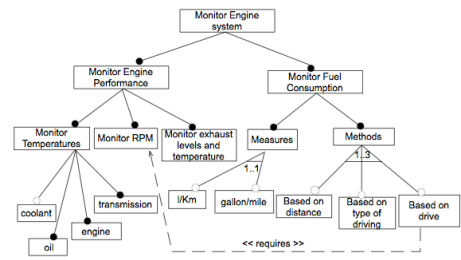 Monitor Engine
system
Monitor Engine
Performance
Monitor Fuel
Consumption
Monitor
Temperatures
Monitor RPM
Monitor exhaust
levels and
temperature
Measures
Methods
1..1
1..3
coolant
oil
engine
transmission
l/Km
gallon/mile
Based on
distance
Based on
type of
driving
Based on
drive
<< requires >>